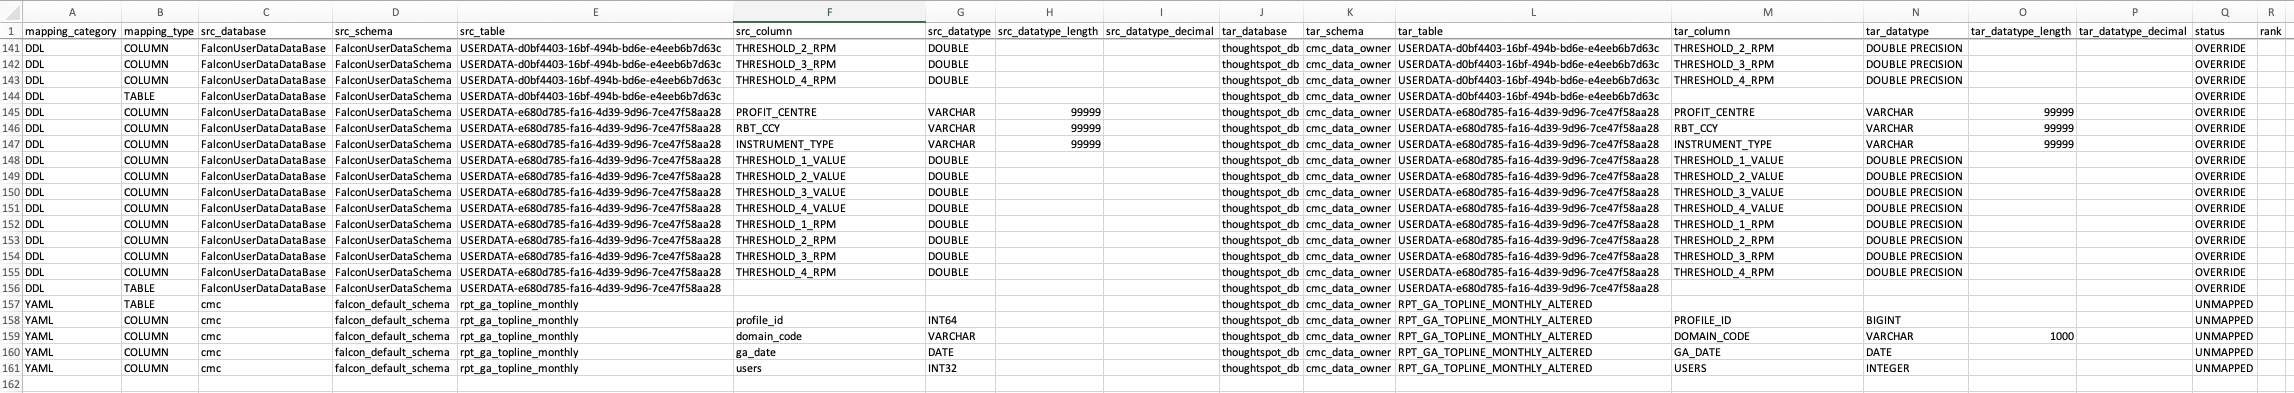 A B C D E F G H I J K L M N O P Q R
1 mapping_category mapping_type src_database src_schema src_table src_column src_datatype src_datatype_length src_datatype_decimal tar_database tar_schema tar_table tar_column tar_datatype tar_datatype_length tar_datatype_decimal status rank
141 DDL COLUMN FalconUserDataDataBase FalconUserDataSchema USERDATA-d0bf4403-16bf-494b-bd6e-e4eeb6b7d63c THRESHOLD_2_RPM DOUBLE thoughtspot_db cmc_data_owner USERDATA-d0bf4403-16bf-494b-bd6e-e4eeb6b7d63c THRESHOLD_2_RPM DOUBLE PRECISION OVERRIDE
142 DDL COLUMN FalconUserDataDataBase FalconUserDataSchema USERDATA-d0bf4403-16bf-494b-bd6e-e4eeb6b7d63c THRESHOLD_3_RPM DOUBLE thoughtspot_db cmc_data_owner USERDATA-d0bf4403-16bf-494b-bd6e-e4eeb6b7d63c THRESHOLD_3_RPM DOUBLE PRECISION OVERRIDE
143 DDL COLUMN FalconUserDataDataBase FalconUserDataSchema USERDATA-d0bf4403-16bf-494b-bd6e-e4eeb6b7d63c THRESHOLD_4_RPM DOUBLE thoughtspot_db cmc_data_owner USERDATA-d0bf4403-16bf-494b-bd6e-e4eeb6b7d63c THRESHOLD_4_RPM DOUBLE PRECISION OVERRIDE
144 DDL TABLE FalconUserDataDataBase FalconUserDataSchema USERDATA-d0bf4403-16bf-494b-bd6e-e4eeb6b7d63c thoughtspot_db cmc_data_owner USERDATA-d0bf4403-16bf-494b-bd6e-e4eeb6b7d63c OVERRIDE
145 DDL COLUMN FalconUserDataDataBase FalconUserDataSchema USERDATA-e680d785-fa16-4d39-9d96-7ce47f58aa28 PROFIT_CENTRE VARCHAR 99999 thoughtspot_db cmc_data_owner USERDATA-e680d785-fa16-4d39-9d96-7ce47f58aa28 PROFIT_CENTRE VARCHAR 99999 OVERRIDE
146 DDL COLUMN FalconUserDataDataBase FalconUserDataSchema USERDATA-e680d785-fa16-4d39-9d96-7ce47f58aa28 RBT_CCY VARCHAR 99999 thoughtspot_db cmc_data_owner USERDATA-e680d785-fa16-4d39-9d96-7ce47f58aa28 RBT_CCY VARCHAR 99999 OVERRIDE
147 DDL COLUMN FalconUserDataDataBase FalconUserDataSchema USERDATA-e680d785-fa16-4d39-9d96-7ce47f58aa28 INSTRUMENT_TYPE VARCHAR 99999 thoughtspot_db cmc_data_owner USERDATA-e680d785-fa16-4d39-9d96-7ce47f58aa28 INSTRUMENT_TYPE VARCHAR 99999 OVERRIDE
148 DDL COLUMN FalconUserDataDataBase FalconUserDataSchema USERDATA-e680d785-fa16-4d39-9d96-7ce47f58aa28 THRESHOLD_1_VALUE DOUBLE thoughtspot_db cmc_data_owner USERDATA-e680d785-fa16-4d39-9d96-7ce47f58aa28 THRESHOLD_1_VALUE DOUBLE PRECISION OVERRIDE
149 DDL COLUMN FalconUserDataDataBase FalconUserDataSchema USERDATA-e680d785-fa16-4d39-9d96-7ce47f58aa28 THRESHOLD_2_VALUE DOUBLE thoughtspot_db cmc_data_owner USERDATA-e680d785-fa16-4d39-9d96-7ce47f58aa28 THRESHOLD_2_VALUE DOUBLE PRECISION OVERRIDE
150 DDL COLUMN FalconUserDataDataBase FalconUserDataSchema USERDATA-e680d785-fa16-4d39-9d96-7ce47f58aa28 THRESHOLD_3_VALUE DOUBLE thoughtspot_db cmc_data_owner USERDATA-e680d785-fa16-4d39-9d96-7ce47f58aa28 THRESHOLD_3_VALUE DOUBLE PRECISION OVERRIDE
151 DDL COLUMN FalconUserDataDataBase FalconUserDataSchema USERDATA-e680d785-fa16-4d39-9d96-7ce47f58aa28 THRESHOLD_4_VALUE DOUBLE thoughtspot_db cmc_data_owner USERDATA-e680d785-fa16-4d39-9d96-7ce47f58aa28 THRESHOLD_4_VALUE DOUBLE PRECISION OVERRIDE
152 DDL COLUMN FalconUserDataDataBase FalconUserDataSchema USERDATA-e680d785-fa16-4d39-9d96-7ce47f58aa28 THRESHOLD_1_RPM DOUBLE thoughtspot_db cmc_data_owner USERDATA-e680d785-fa16-4d39-9d96-7ce47f58aa28 THRESHOLD_1_RPM DOUBLE PRECISION OVERRIDE
153 DDL COLUMN FalconUserDataDataBase FalconUserDataSchema USERDATA-e680d785-fa16-4d39-9d96-7ce47f58aa28 THRESHOLD_2_RPM DOUBLE thoughtspot_db cmc_data_owner USERDATA-e680d785-fa16-4d39-9d96-7ce47f58aa28 THRESHOLD_2_RPM DOUBLE PRECISION OVERRIDE
154 DDL COLUMN FalconUserDataDataBase FalconUserDataSchema USERDATA-e680d785-fa16-4d39-9d96-7ce47f58aa28 THRESHOLD_3_RPM DOUBLE thoughtspot_db cmc_data_owner USERDATA-e680d785-fa16-4d39-9d96-7ce47f58aa28 THRESHOLD_3_RPM DOUBLE PRECISION OVERRIDE
155 DDL COLUMN FalconUserDataDataBase FalconUserDataSchema USERDATA-e680d785-fa16-4d39-9d96-7ce47f58aa28 THRESHOLD_4_RPM DOUBLE thoughtspot_db cmc_data_owner USERDATA-e680d785-fa16-4d39-9d96-7ce47f58aa28 THRESHOLD_4_RPM DOUBLE PRECISION OVERRIDE
156 DDL TABLE FalconUserDataDataBase FalconUserDataSchema USERDATA-e680d785-fa16-4d39-9d96-7ce47f58aa28 thoughtspot_db cmc_data_owner USERDATA-e680d785-fa16-4d39-9d96-7ce47f58aa28 OVERRIDE
157 YAML TABLE cmc falcon_default_schema rpt_ga_topline_monthly thoughtspot_db cmc_data_owner RPT_GA_TOPLINE_MONTHLY_ALTERED UNMAPPED
158 YAML COLUMN cmc falcon_default_schema rpt_ga_topline_monthly profile_id INT64 thoughtspot_db cmc_data_owner RPT_GA_TOPLINE_MONTHLY_ALTERED PROFILE_ID BIGINT UNMAPPED
159 YAML COLUMN cmc falcon_default_schema rpt_ga_topline_monthly domain_code VARCHAR thoughtspot_db cmc_data_owner RPT_GA_TOPLINE_MONTHLY_ALTERED DOMAIN_CODE VARCHAR 1000 UNMAPPED
160 YAML COLUMN cmc falcon_default_schema rpt_ga_topline_monthly ga_date DATE thoughtspot_db cmc_data_owner RPT_GA_TOPLINE_MONTHLY_ALTERED GA_DATE DATE UNMAPPED
161 YAML COLUMN cmc falcon_default_schema rpt_ga_topline_monthly users INT32 thoughtspot_db cmc_data_owner RPT_GA_TOPLINE_MONTHLY_ALTERED USERS INTEGER UNMAPPED
162